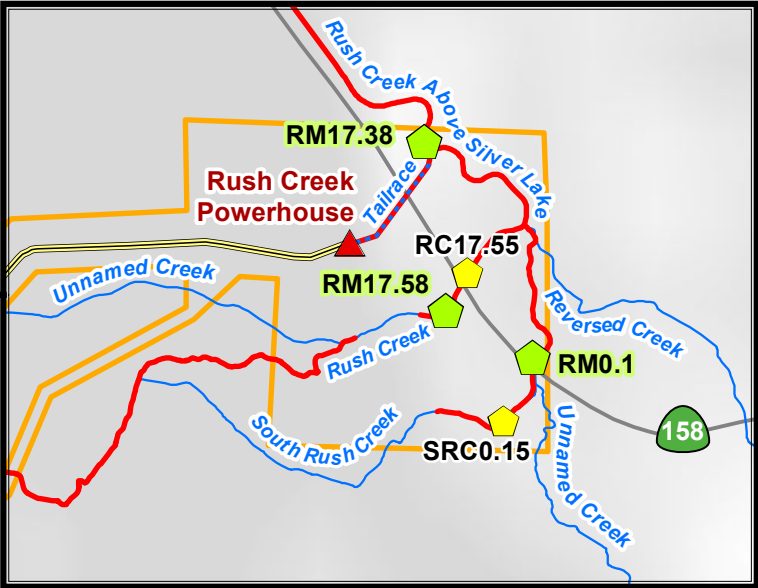 Rush Creek Above Silver Lake
RM17.38
Tailrace
Rush Creek
Powerhouse
RC17.55
Unnamed Creek
RM17.58
Reversed Creek
Rush Creek
RM0.1
South Rush Creek
Unnamed Creek
158
SRC0.15